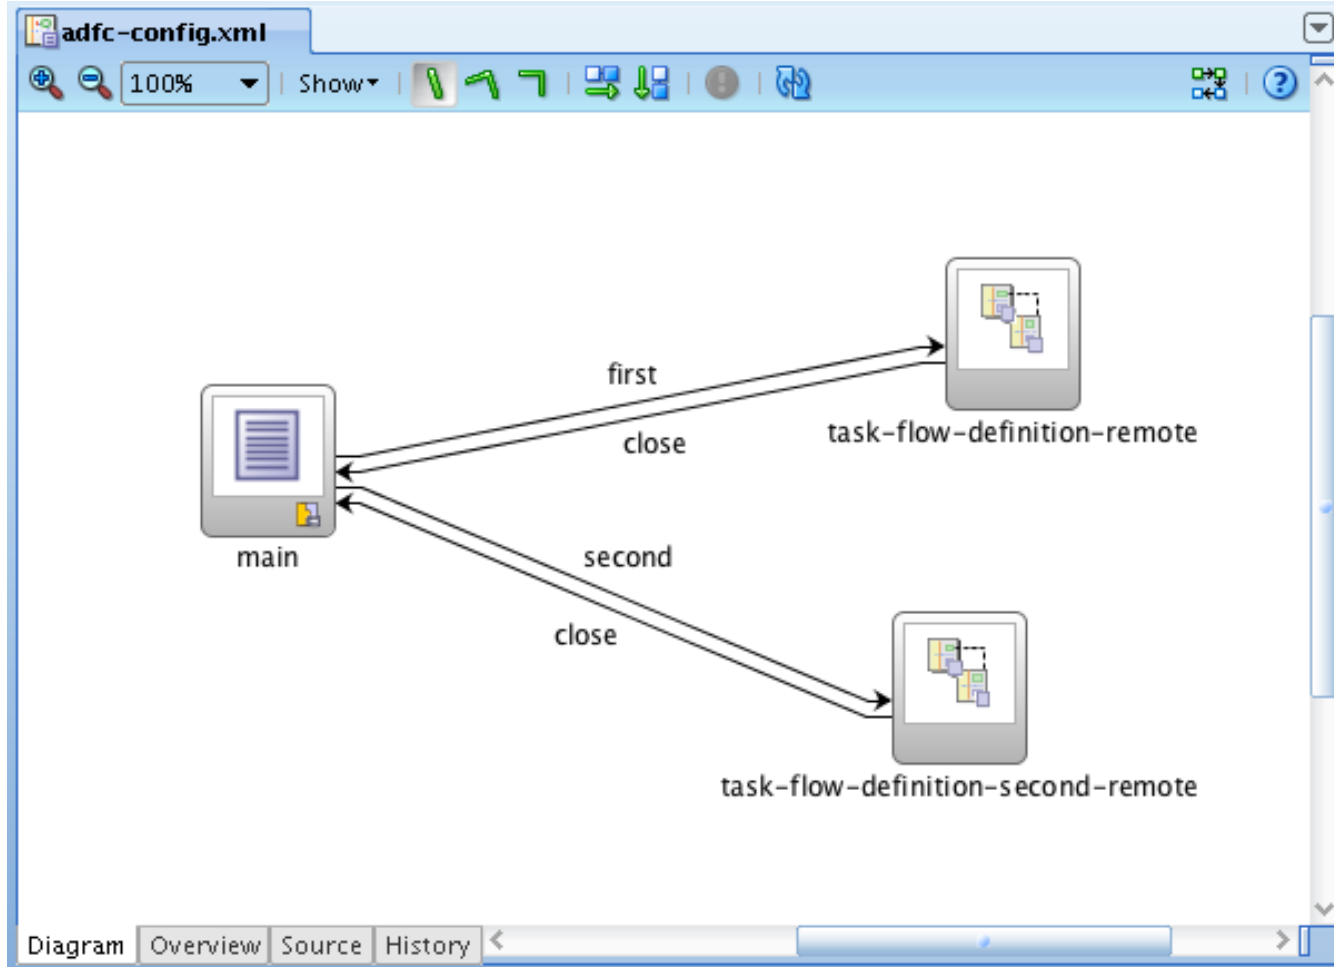 adfc-config.xml
100% Show
first
close
task-flow-definition-remote
main
second
close
task-flow-definition-second-remote
Diagram Overview Source History